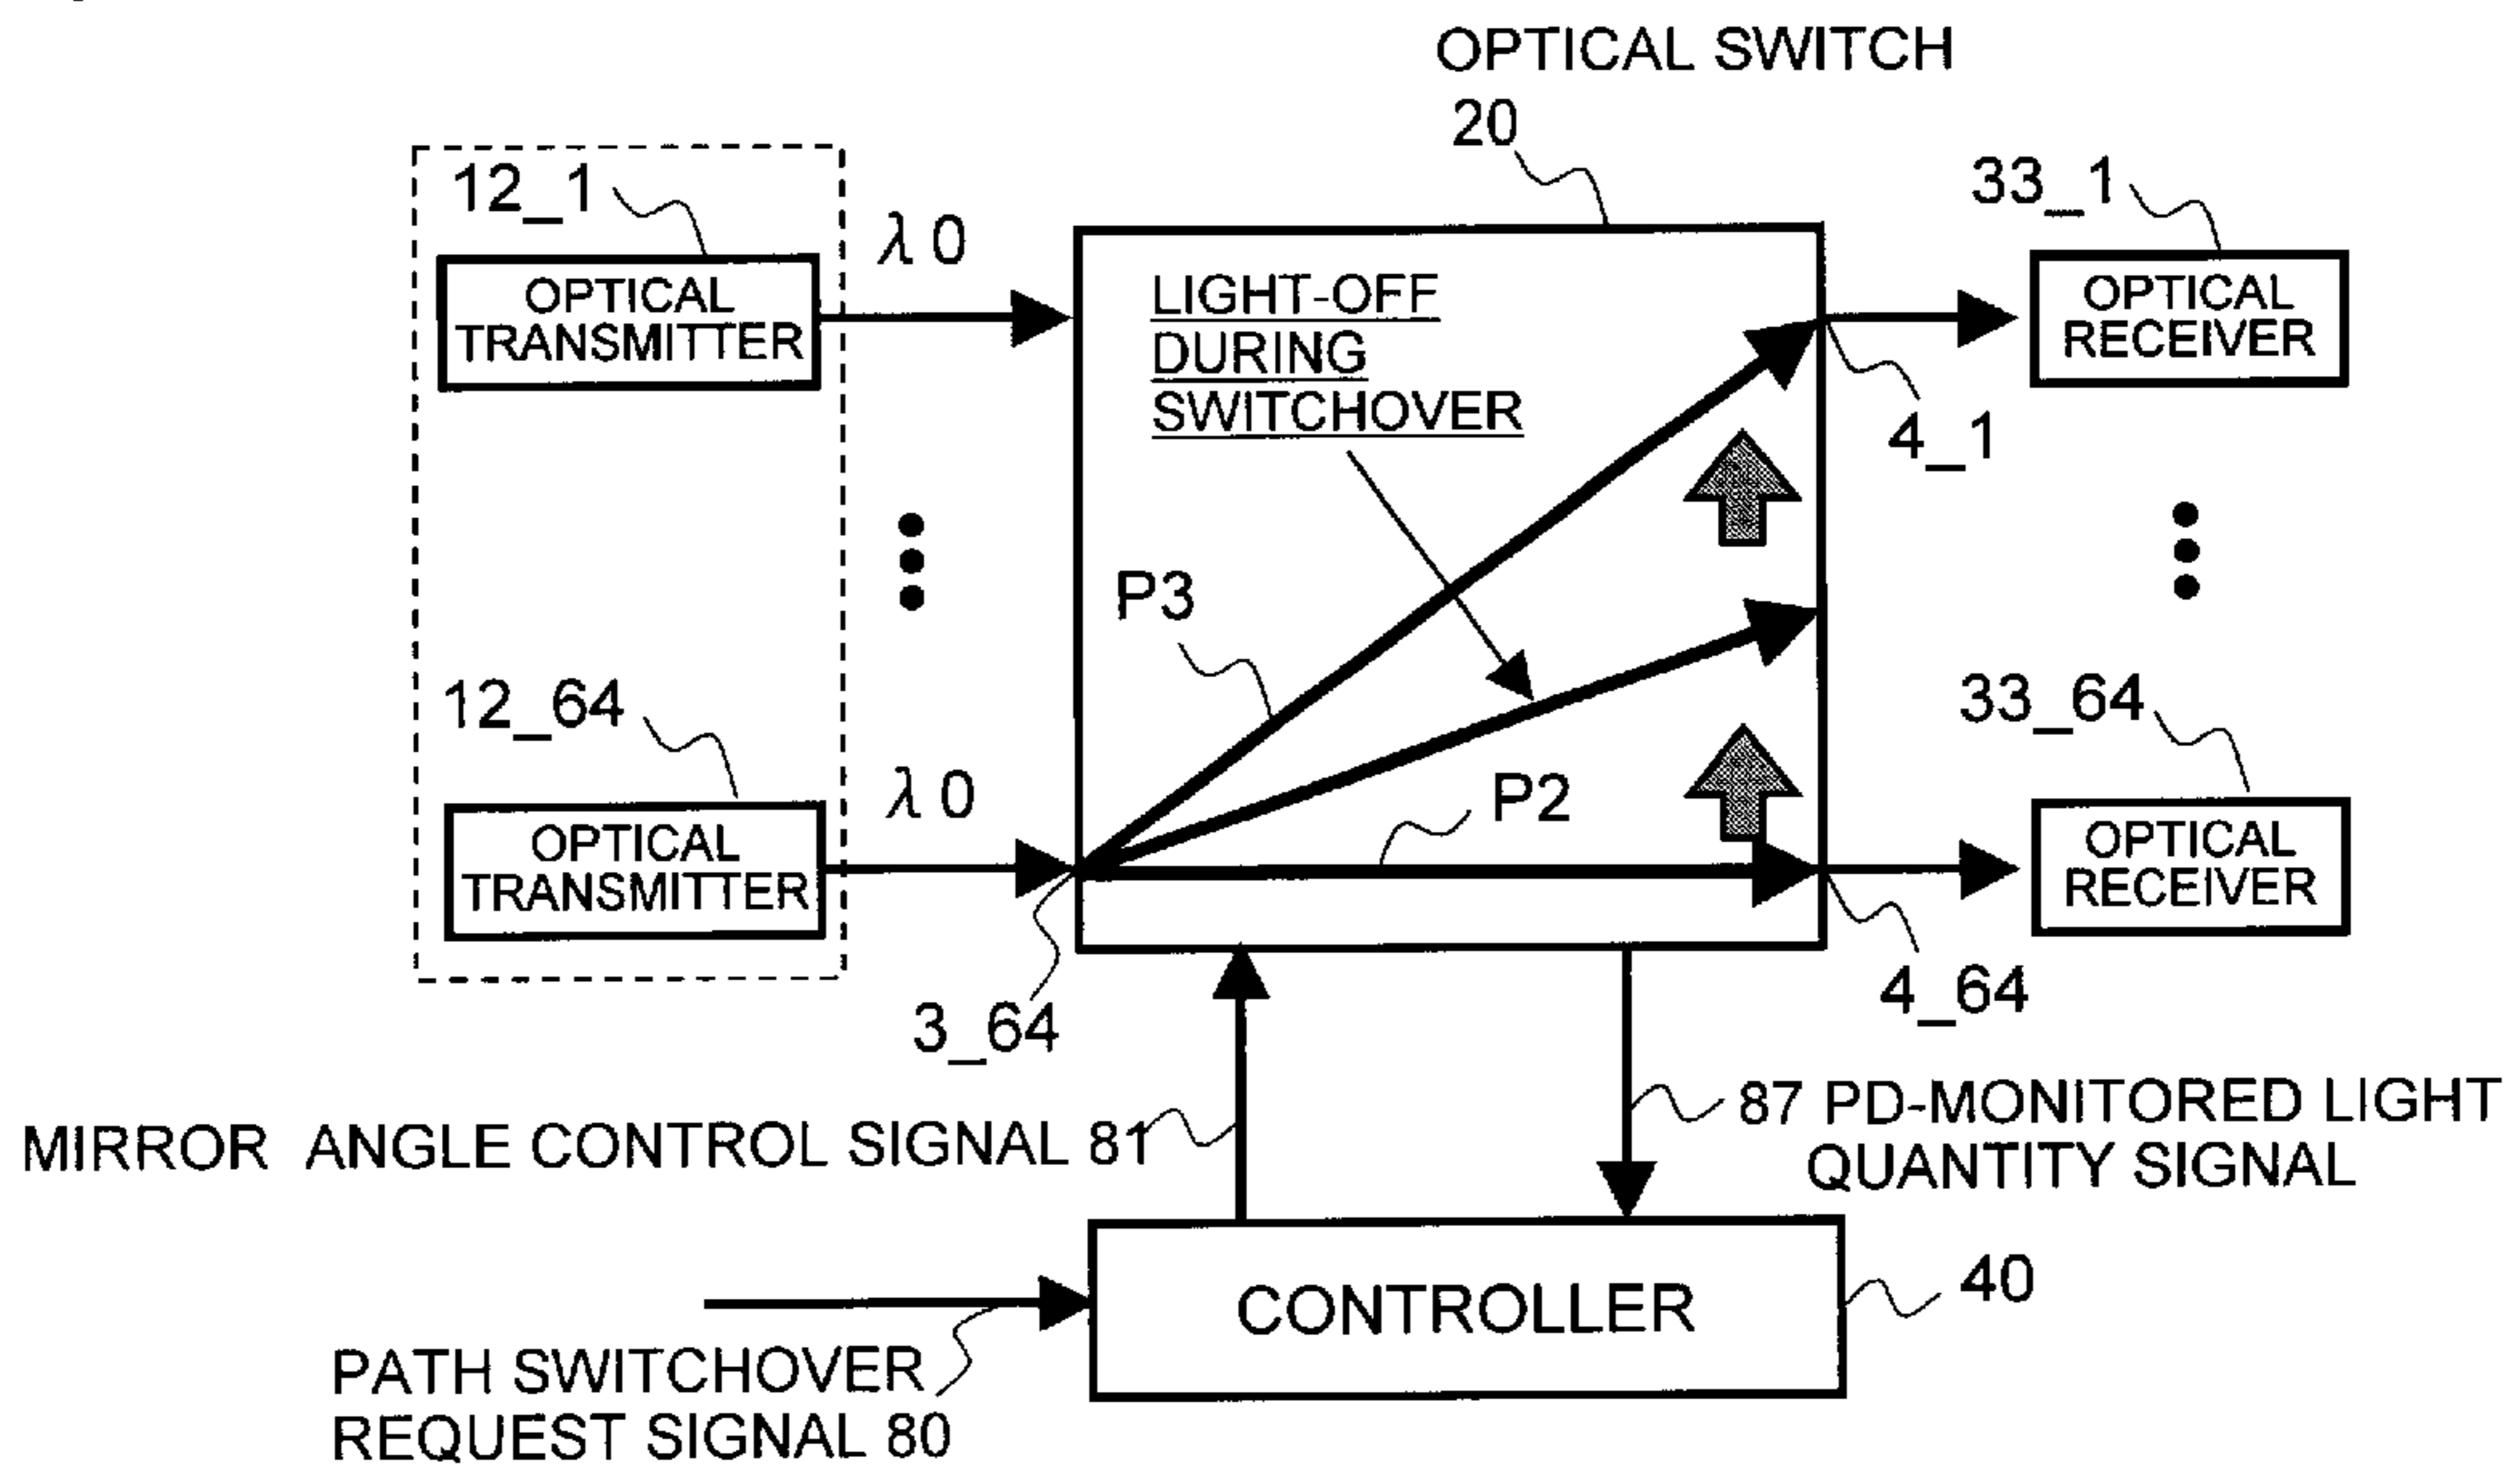 OPTICAL SWITCH
20
12_1
λ0
33_1
OPTICAL
TRANSMITTER
LIGHT-OFF
DURING
SWITCHOVER
OPTICAL
RECEIVER
4_1
P3
12_64
λ0
P2
33_64
OPTICAL
TRANSMITTER
OPTICAL
RECEIVER
3_64
4_64
MIRROR ANGLE CONTROL SIGNAL 81
87 PD-MONITORED LIGHT
QUANTITY SIGNAL
CONTROLLER
40
PATH SWITCHOVER
REQUEST SIGNAL 80